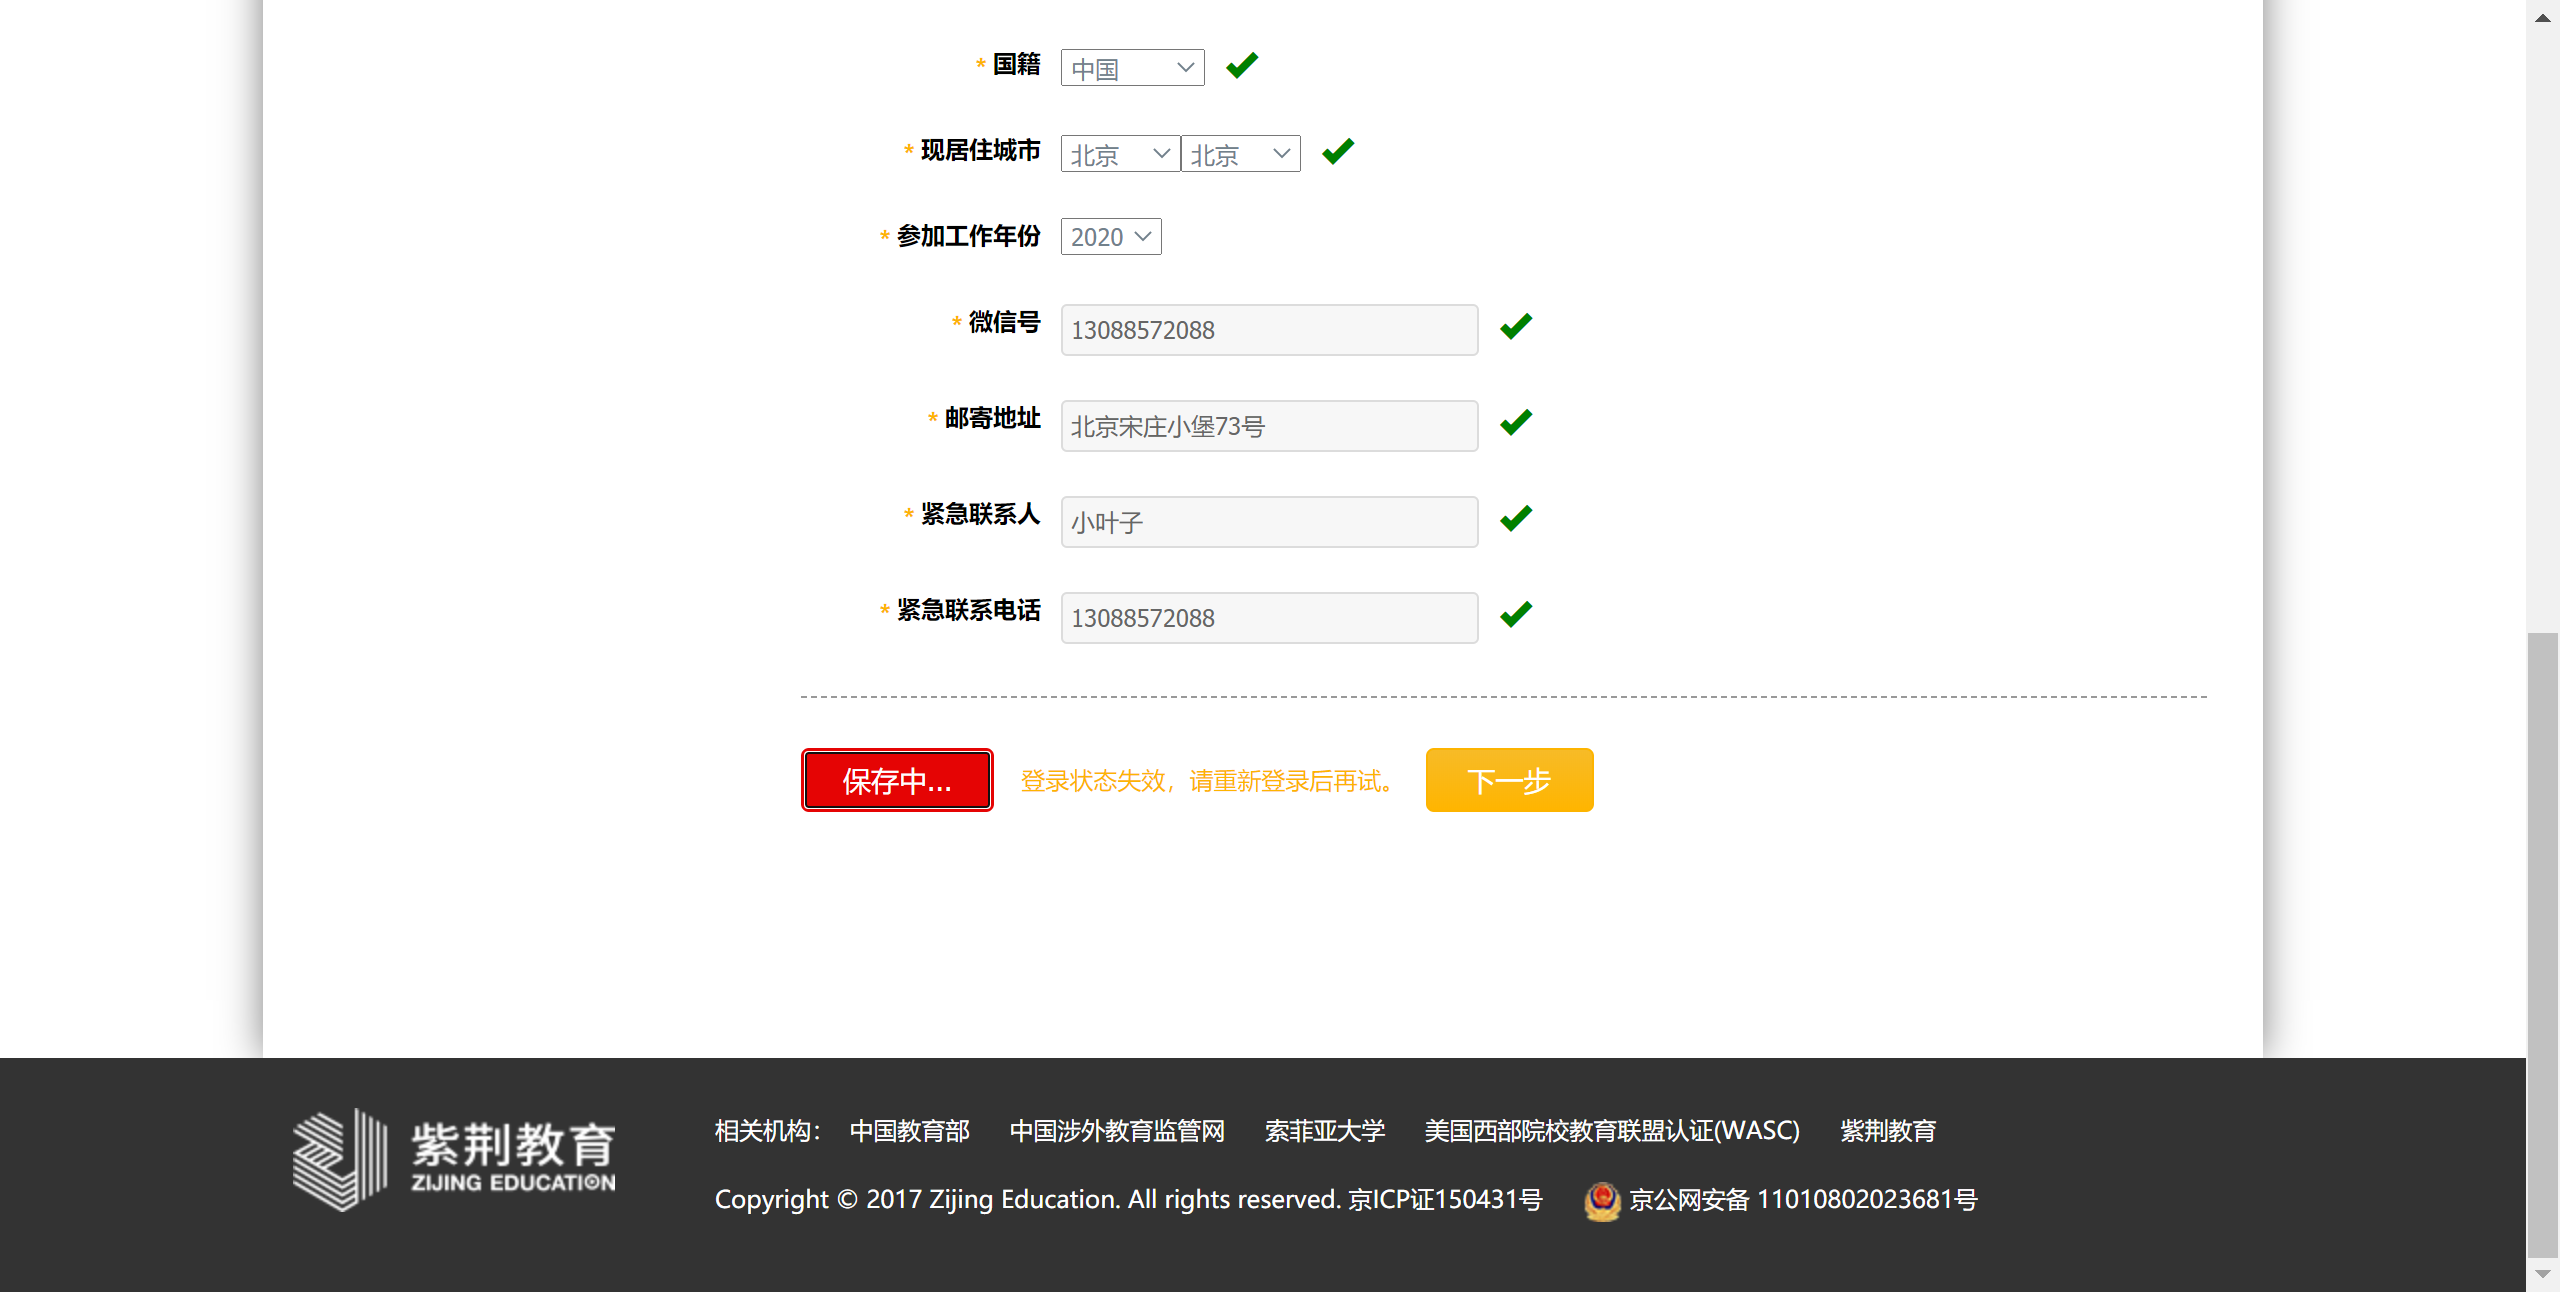 * 国籍 中国
* 现居住城市 北京 北京
* 参加工作年份 2020
* 微信号 13088572088
* 邮寄地址 北京宋庄小堡73号
* 紧急联系人 小叶子
* 紧急联系电话 13088572088
保存中... 登录状态失效，请重新登录后再试。 下一步
紫荆教育
ZIJING EDUCATION
相关机构： 中国教育部 中国涉外教育监管网 索菲亚大学 美国西部院校教育联盟认证(WASC) 紫荆教育
Copyright © 2017 Zijing Education. All rights reserved. 京ICP证150431号 京公网安备 11010802023681号